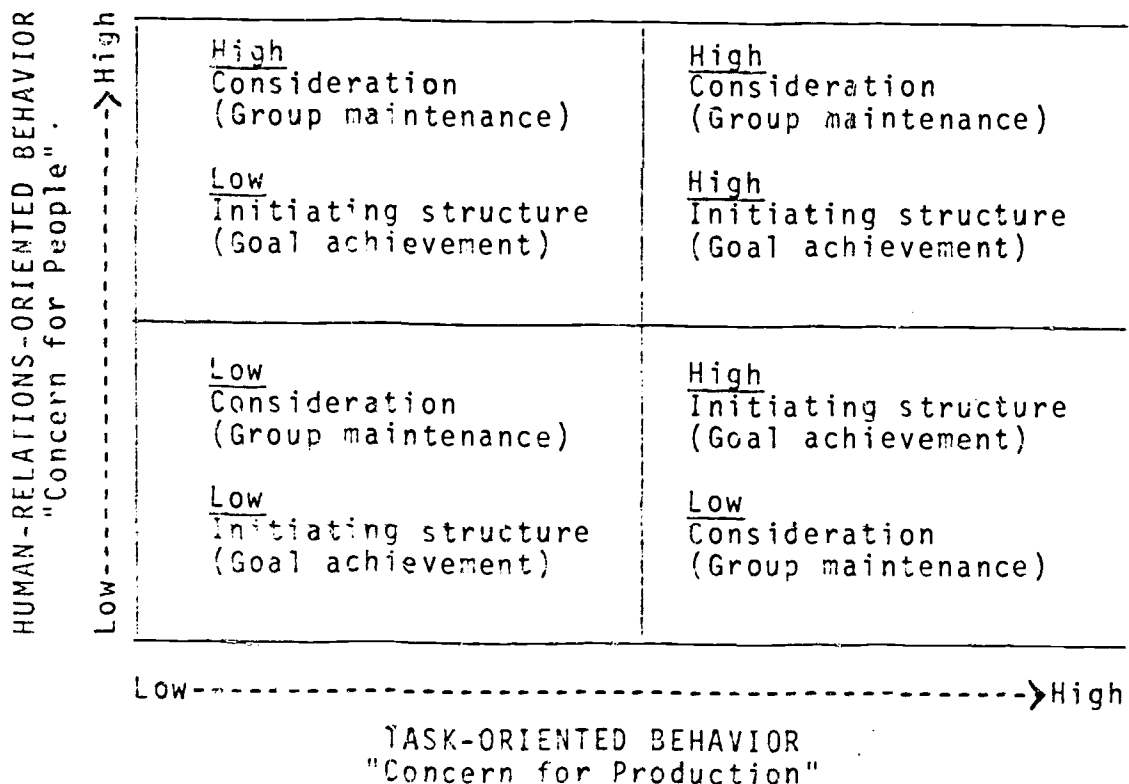 HUMAN-RELATIONS-ORIENTED BEHAVIOR
"Concern for People".
Low------>High
High
Consideration
(Group maintenance)
Low
Initiating structure
(Goal achievement)
High
Consideration
(Group maintenance)
High
Initiating structure
(Goal achievement)
Low
Consideration
(Group maintenance)
Low
Initiating structure
(Goal achievement)
High
Initiating structure
(Goal achievement)
Low
Consideration
(Group maintenance)
Low------>High
TASK-ORIENTED BEHAVIOR
"Concern for Production"